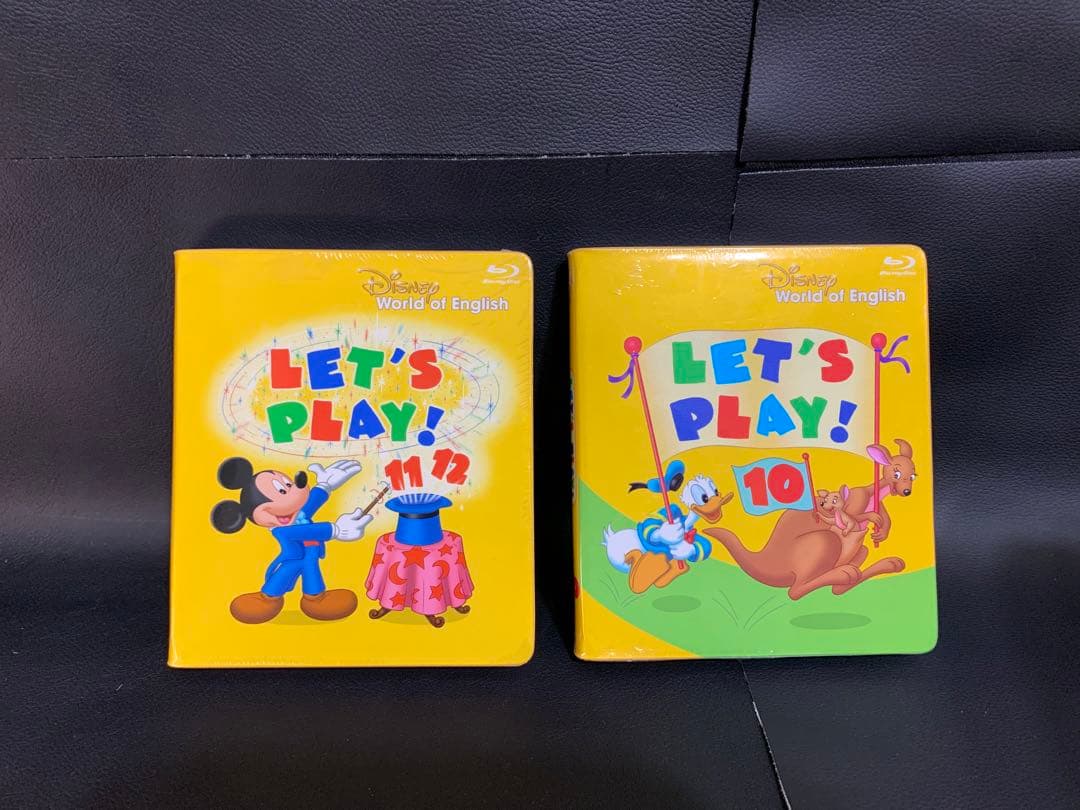 Disney
World of English
Blu-ray Disc
LET'S
PLAY!
11 12
Disney
World of English
Blu-ray Disc
LET'S
PLAY!
10